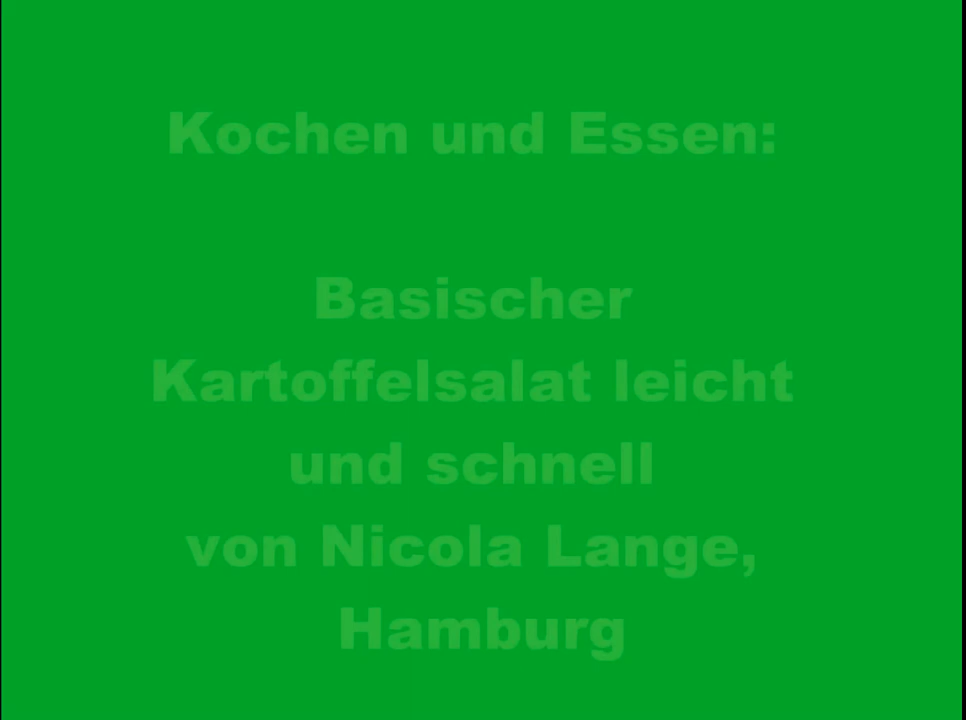 Kochen und Essen:
Basischer
Kartoffelsalat leicht
und schnell
von Nicola Lange,
Hamburg